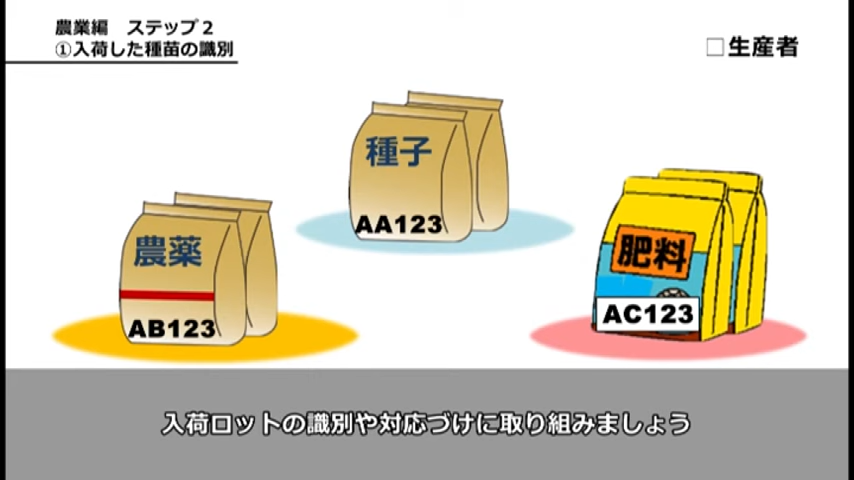 農業編　ステップ２
①入荷した種苗の識別
□生産者
種子
AA123
農薬
AB123
肥料
AC123
入荷ロットの識別や対応づけに取り組みましょう